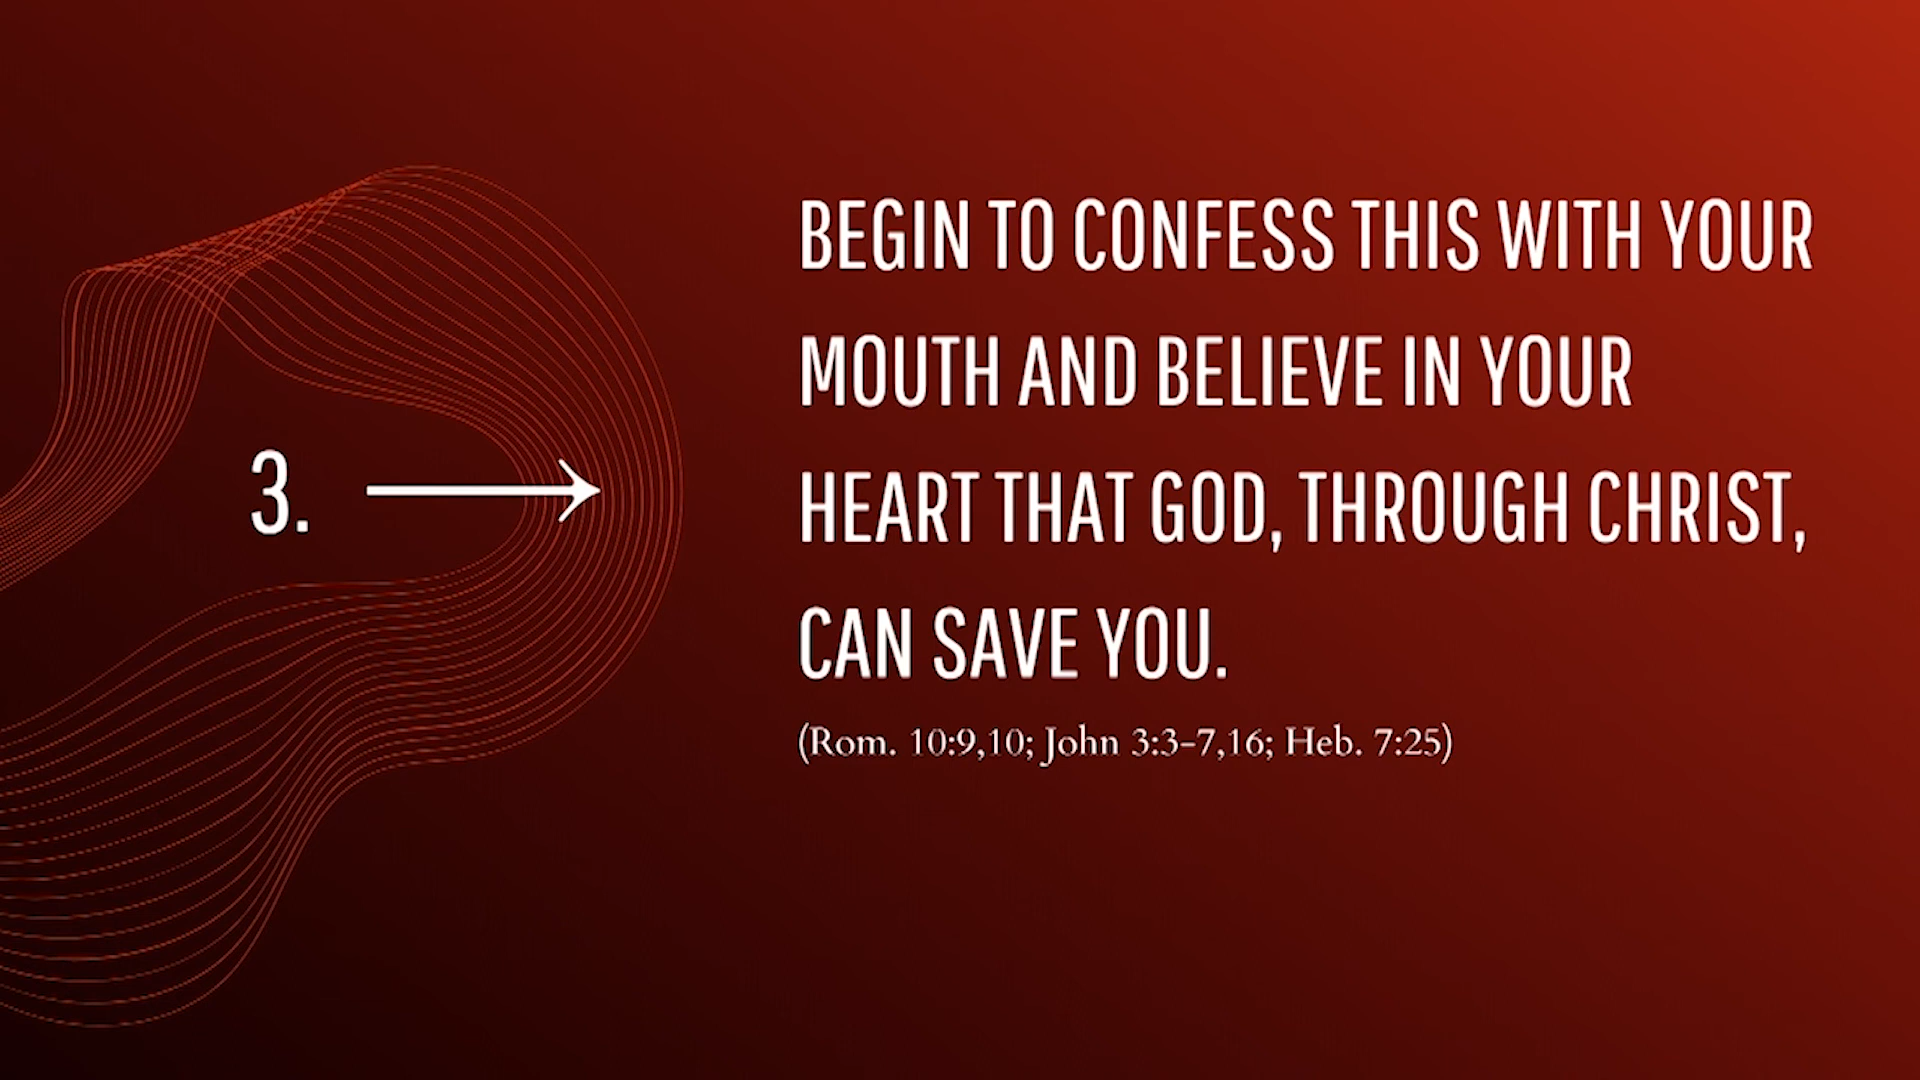 3.
BEGIN TO CONFESS THIS WITH YOUR
MOUTH AND BELIEVE IN YOUR
HEART THAT GOD, THROUGH CHRIST,
CAN SAVE YOU.
(Rom. 10:9,10; John 3:3-7,16; Heb. 7:25)